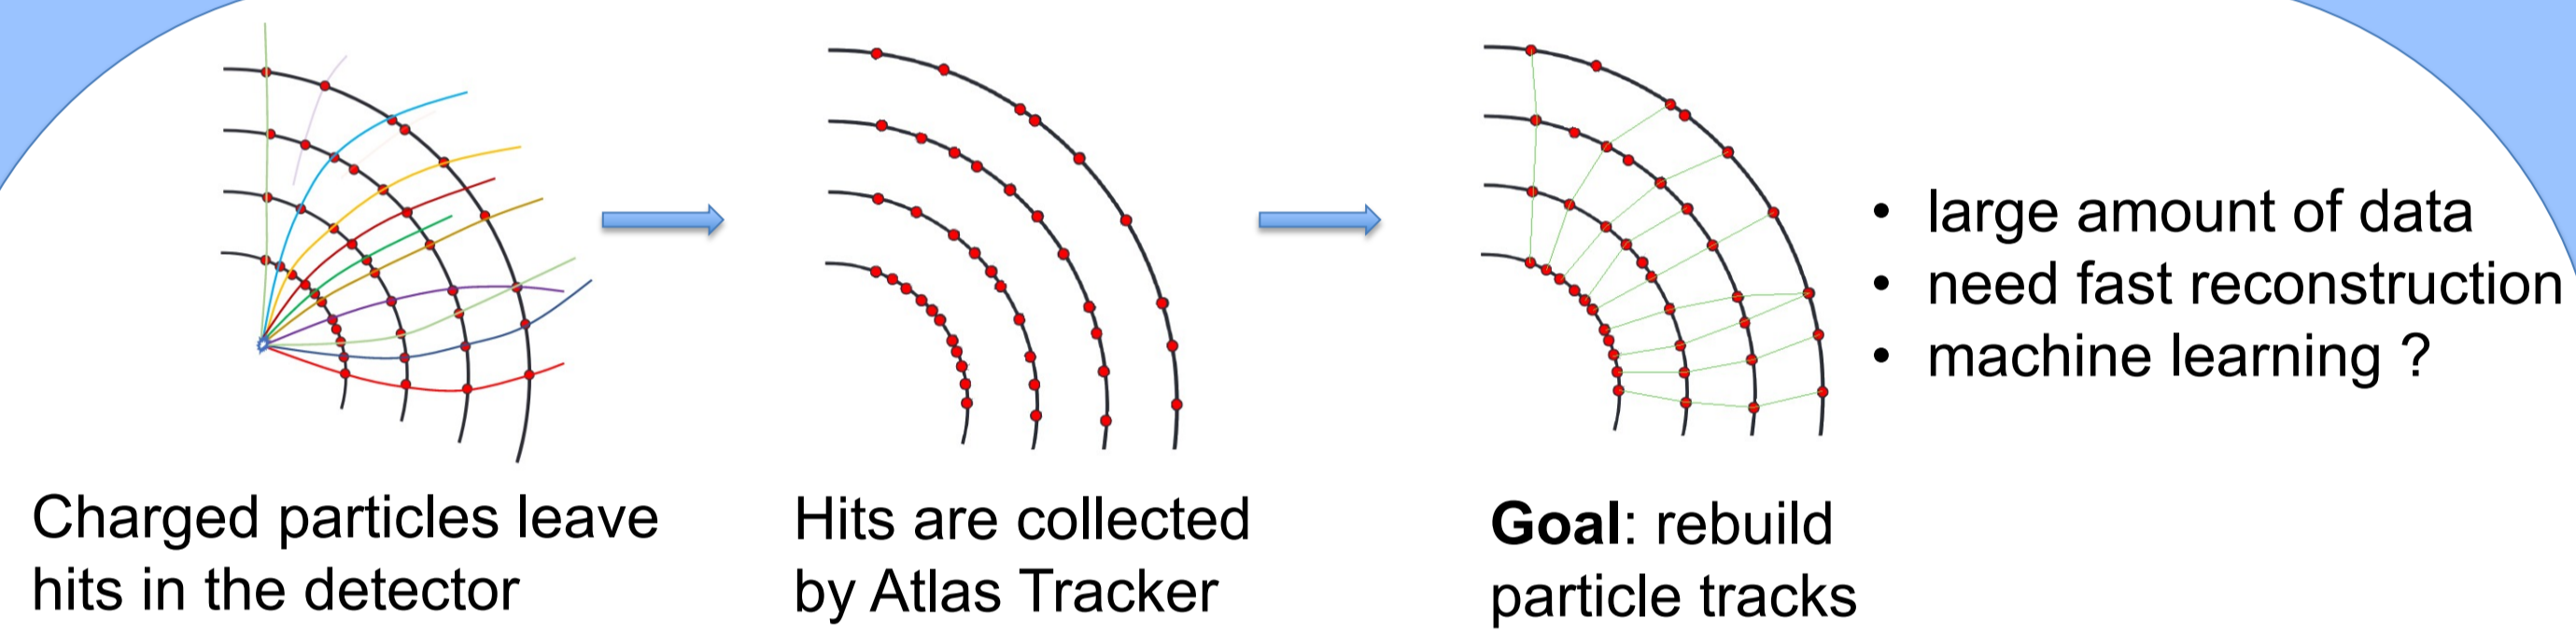 Charged particles leave
hits in the detector
Hits are collected
by Atlas Tracker
Goal: rebuild
particle tracks
• large amount of data
• need fast reconstruction
• machine learning ?